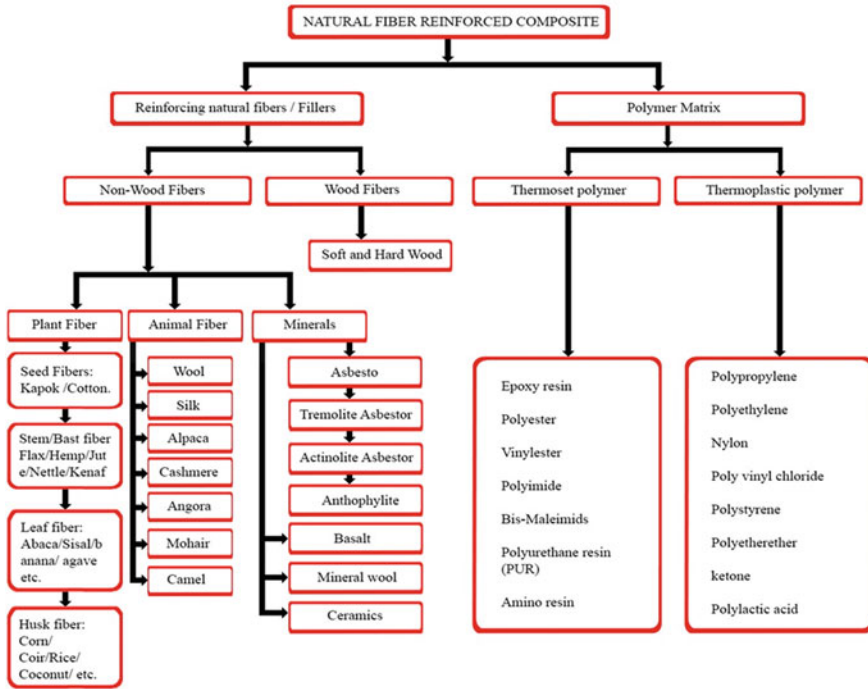 NATURAL FIBER REINFORCED COMPOSITE
Reinforcing natural fibers / Fillers
Polymer Matrix
Non-Wood Fibers
Wood Fibers
Thermoset polymer
Thermoplastic polymer
Soft and Hard Wood
Plant Fiber
Animal Fiber
Minerals
Seed Fibers:
Kapok /Cotton.
Stem/Bast fiber
Flax/Hemp/Jut
e/Nettle/Kenaf
Leaf fiber:
Abaca/Sisal/b
anana/ agave
etc.
Husk fiber:
Corn/
Coir/Rice/
Coconut/ etc.
Wool
Silk
Alpaca
Cashmere
Angora
Mohair
Camel
Asbesto
Tremolite Asbestor
Actinolite Asbestor
Anthophylite
Basalt
Mineral wool
Ceramics
Epoxy resin
Polyester
Vinylester
Polyimide
Bis-Maleimids
Polyurethane resin
(PUR)
Amino resin
Polypropylene
Polyethylene
Nylon
Poly vinyl chloride
Polystyrene
Polyetherether
ketone
Polylactic acid